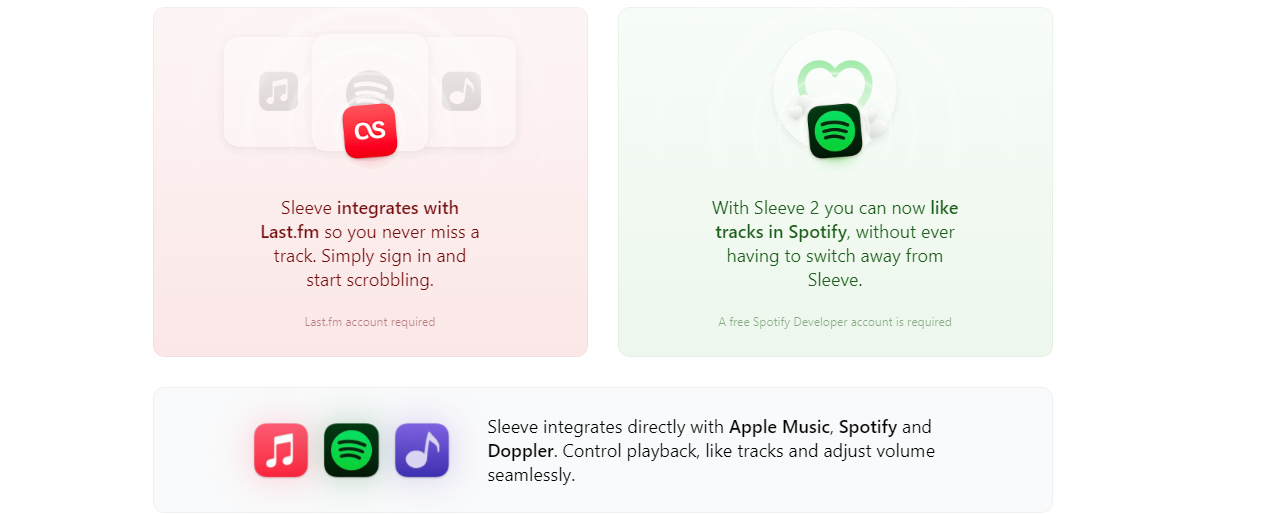 Sleeve integrates with
Last.fm so you never miss a
track. Simply sign in and
start scrobbling.
Last.fm account required
With Sleeve 2 you can now like
tracks in Spotify, without ever
having to switch away from
Sleeve.
A free Spotify Developer account is required
Sleeve integrates directly with Apple Music, Spotify and
Doppler. Control playback, like tracks and adjust volume
seamlessly.